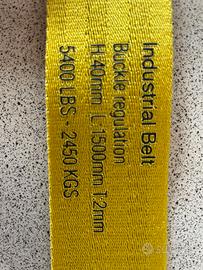 Industrial Belt
Buckle regulation
H 40mm L 1500mm T 2mm
5400 LBS - 2450 KGS